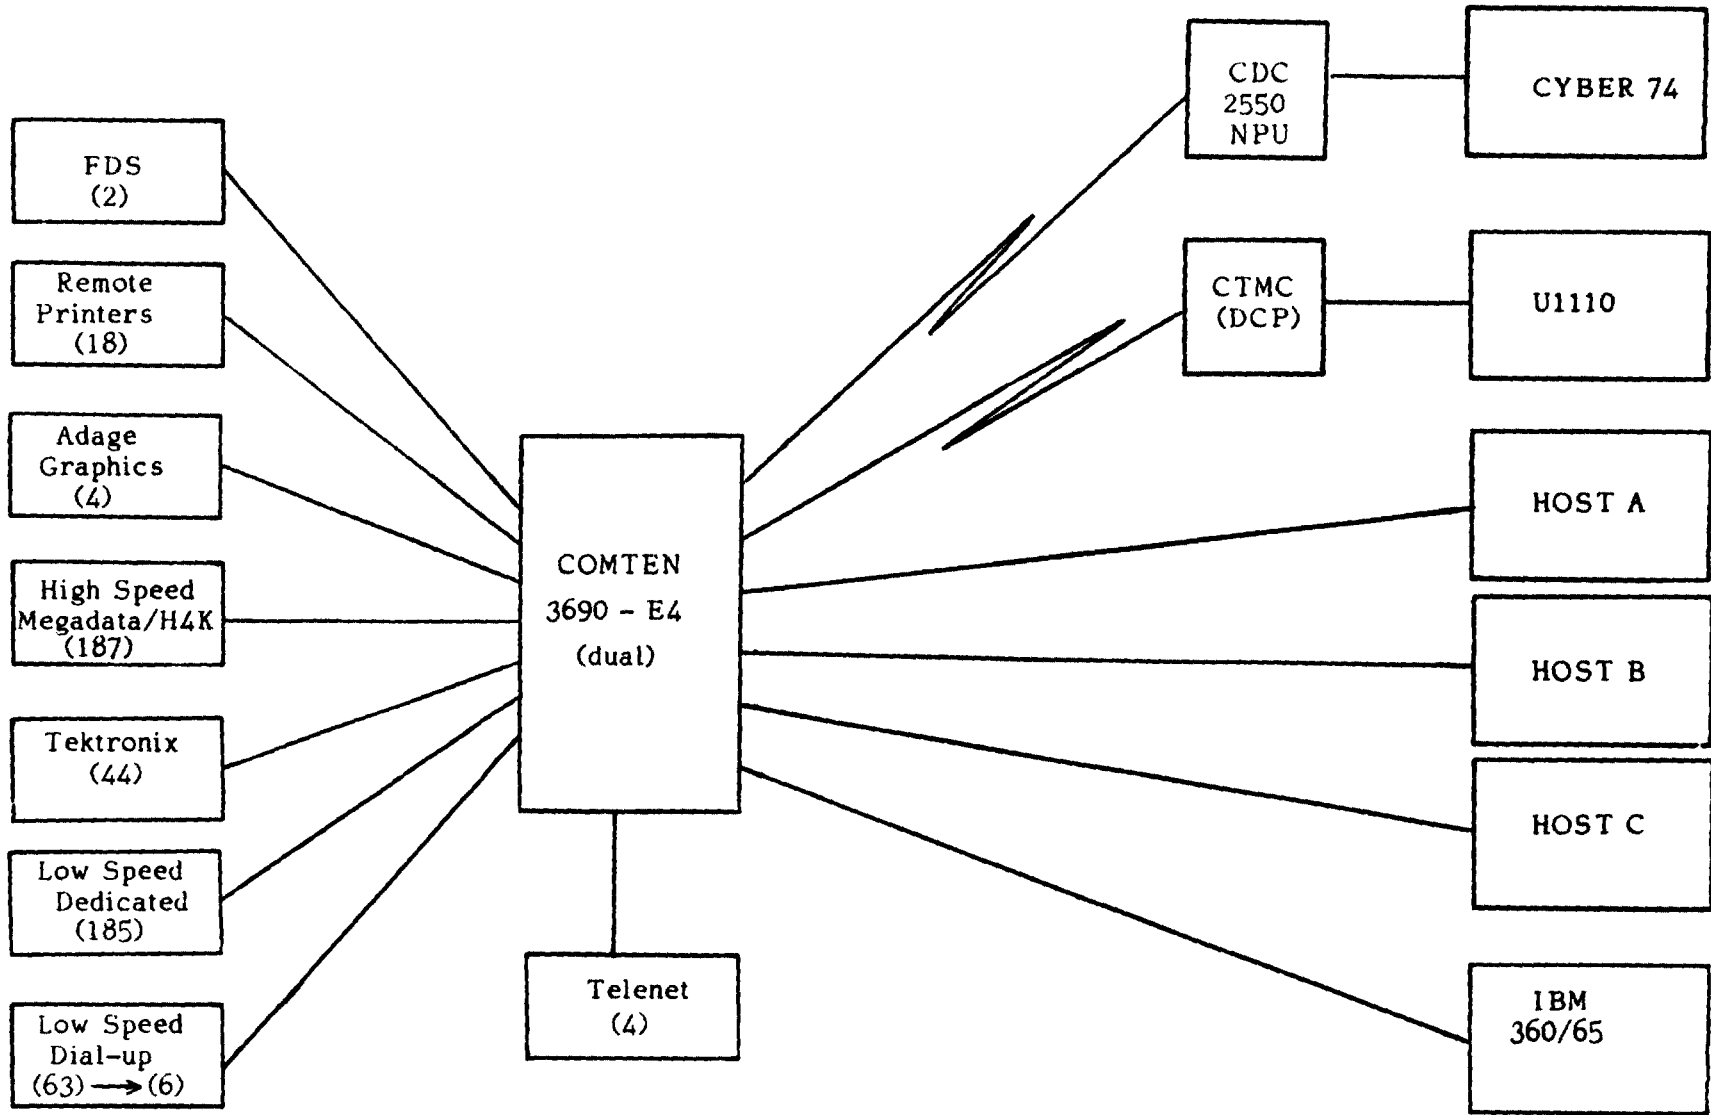 FDS
(2)
Remote
Printers
(18)
Adage
Graphics
(4)
High Speed
Megadata/H4K
(187)
Tektronix
(44)
Low Speed
Dedicated
(185)
Low Speed
Dial-up
(63) → (6)
COMTEN
3690 - E4
(dual)
Telenet
(4)
CDC
2550
NPU
CYBER 74
CTMC
(DCP)
U1110
HOST A
HOST B
HOST C
IBM
360/65